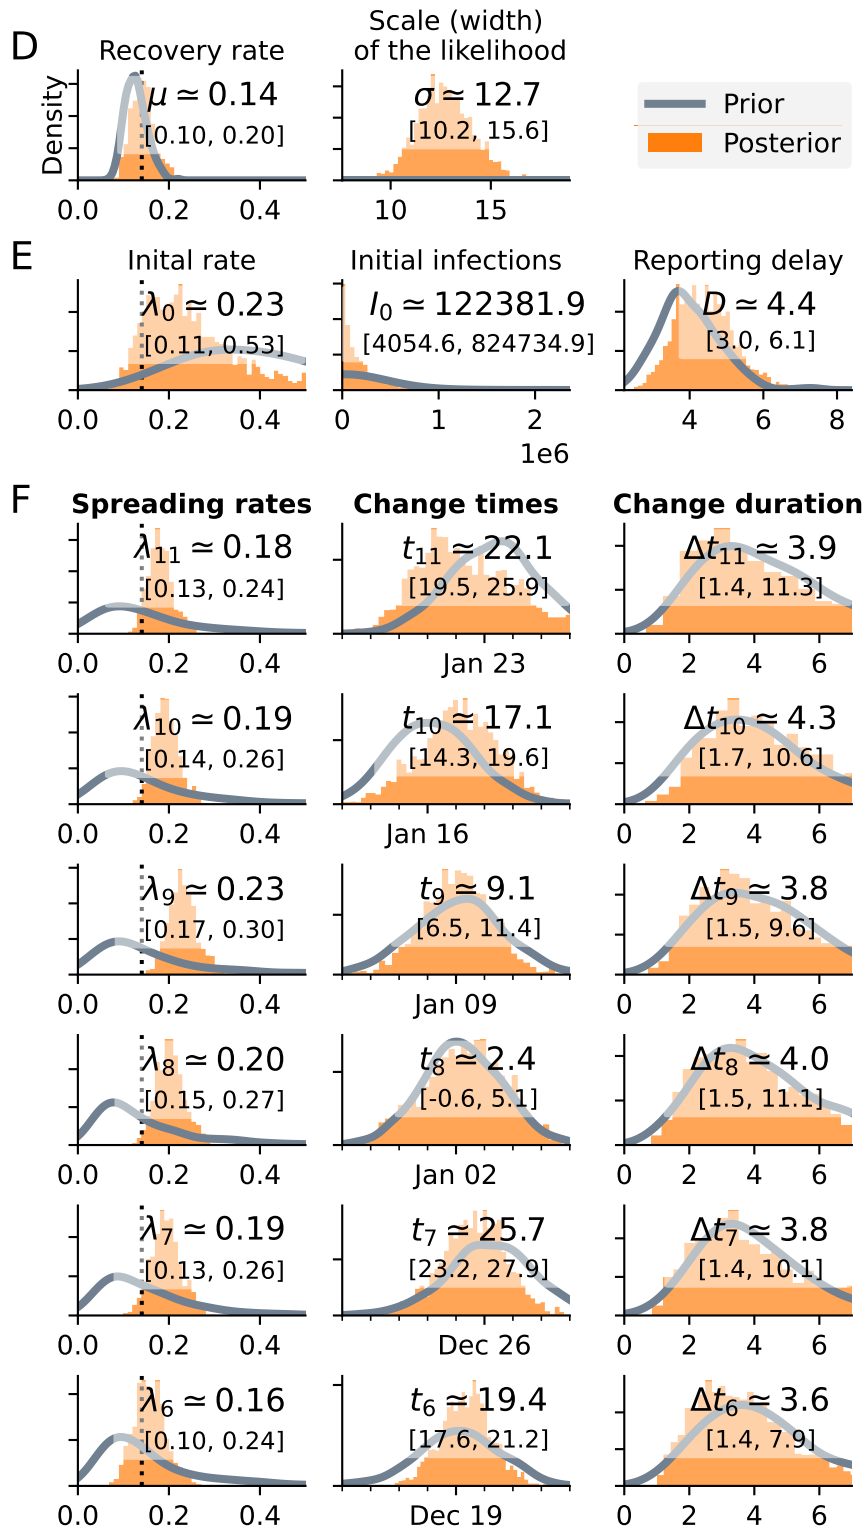 D
Recovery rate
Scale (width)
of the likelihood
Density
μ ≃ 0.14
[0.10, 0.20]
0.0 0.2 0.4
σ ≃ 12.7
[10.2, 15.6]
10 15
Prior
Posterior
E
Inital rate
λ0 ≃ 0.23
[0.11, 0.53]
0.0 0.2 0.4
Initial infections
I0 ≃ 122381.9
[4054.6, 824734.9]
0 1 2
1e6
Reporting delay
D ≃ 4.4
[3.0, 6.1]
4 6 8
F
Spreading rates
Change times
Change duration
λ11 ≃ 0.18
[0.13, 0.24]
0.0 0.2 0.4
t11 ≃ 22.1
[19.5, 25.9]
Jan 23
Δt11 ≃ 3.9
[1.4, 11.3]
0 2 4 6
λ10 ≃ 0.19
[0.14, 0.26]
0.0 0.2 0.4
t10 ≃ 17.1
[14.3, 19.6]
Jan 16
Δt10 ≃ 4.3
[1.7, 10.6]
0 2 4 6
λ9 ≃ 0.23
[0.17, 0.30]
0.0 0.2 0.4
t9 ≃ 9.1
[6.5, 11.4]
Jan 09
Δt9 ≃ 3.8
[1.5, 9.6]
0 2 4 6
λ8 ≃ 0.20
[0.15, 0.27]
0.0 0.2 0.4
t8 ≃ 2.4
[-0.6, 5.1]
Jan 02
Δt8 ≃ 4.0
[1.5, 11.1]
0 2 4 6
λ7 ≃ 0.19
[0.13, 0.26]
0.0 0.2 0.4
t7 ≃ 25.7
[23.2, 27.9]
Dec 26
Δt7 ≃ 3.8
[1.4, 10.1]
0 2 4 6
λ6 ≃ 0.16
[0.10, 0.24]
0.0 0.2 0.4
t6 ≃ 19.4
[17.6, 21.2]
Dec 19
Δt6 ≃ 3.6
[1.4, 7.9]
0 2 4 6